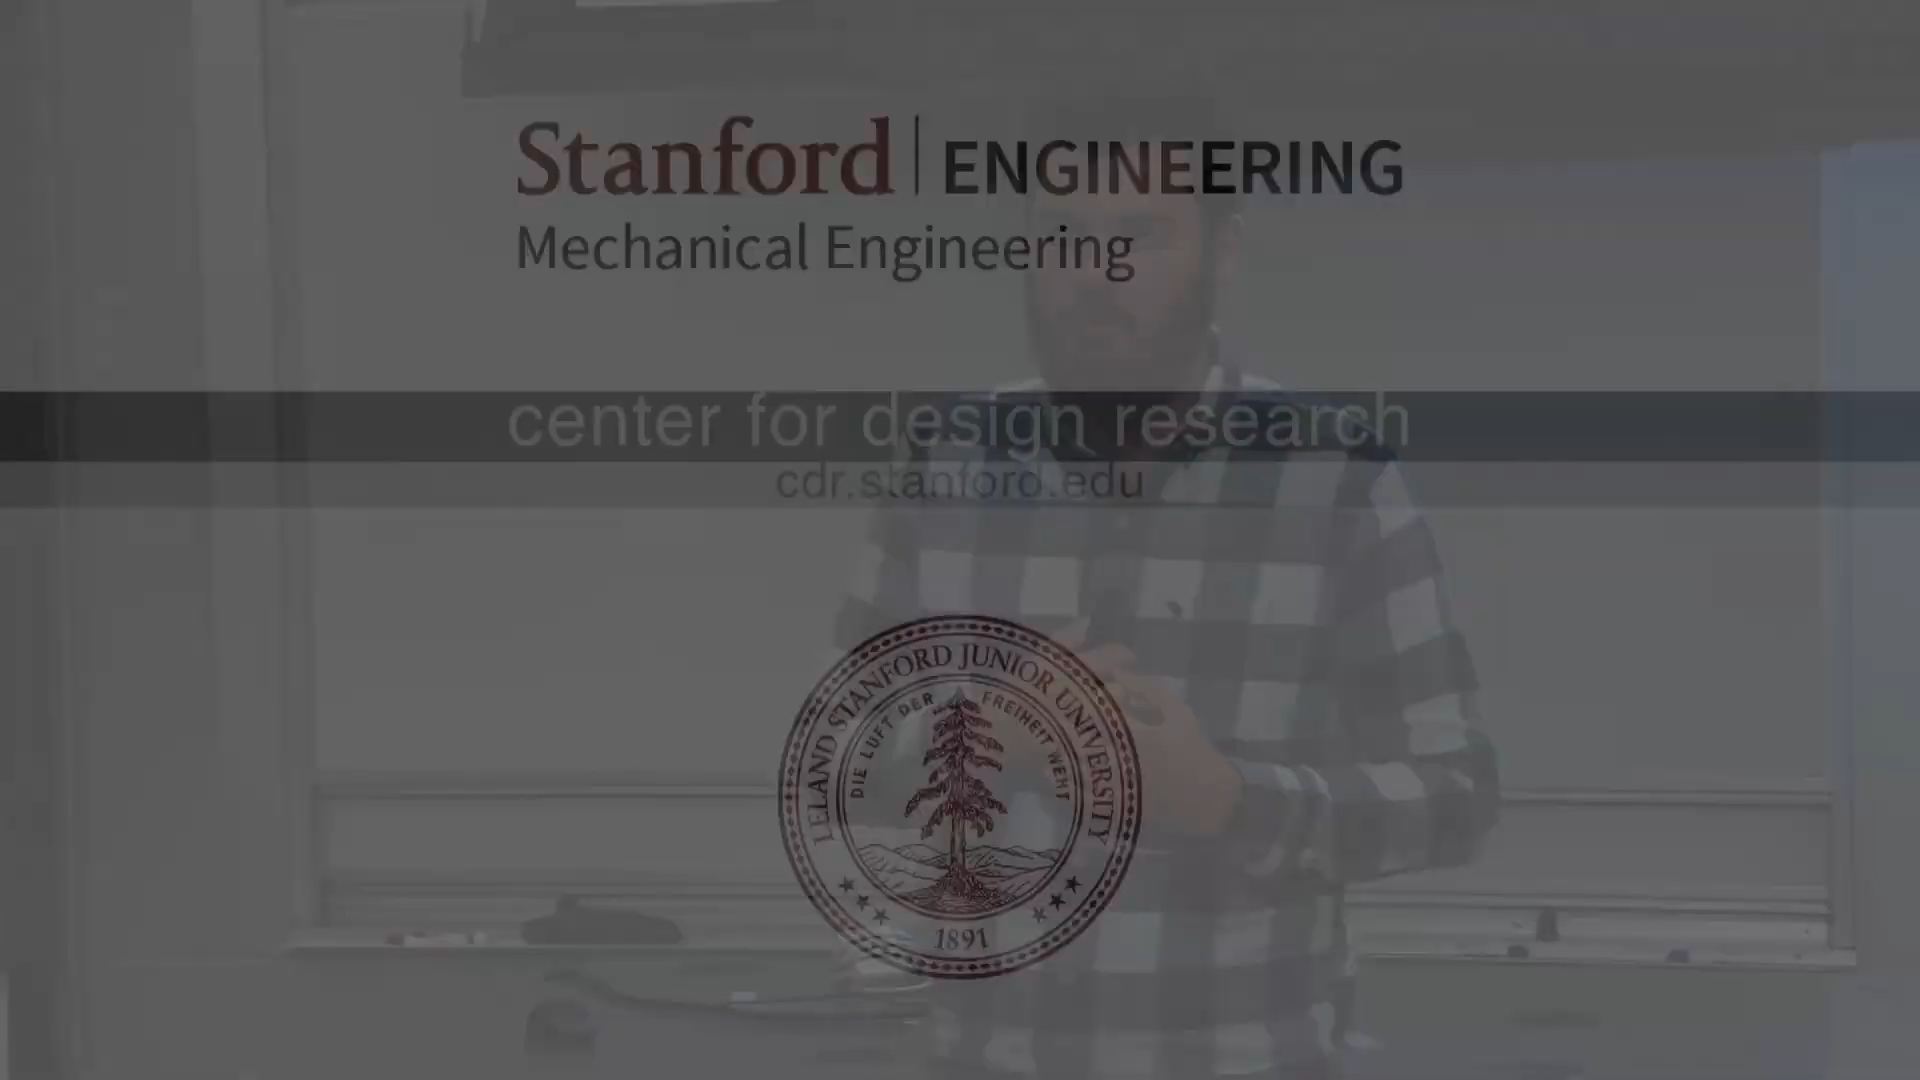 Stanford | ENGINEERING
Mechanical Engineering
center for design research
cdr.stanford.edu
LELAND STANFORD JUNIOR UNIVERSITY
DIE LUFT DER FREIHEIT WEHT
1891